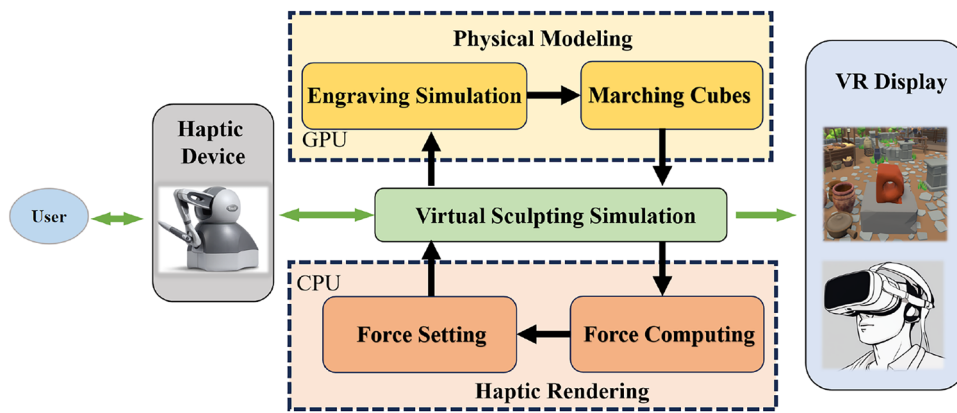 Physical Modeling
Engraving Simulation
Marching Cubes
GPU
Haptic
Device
User
Virtual Sculpting Simulation
VR Display
CPU
Force Setting
Force Computing
Haptic Rendering